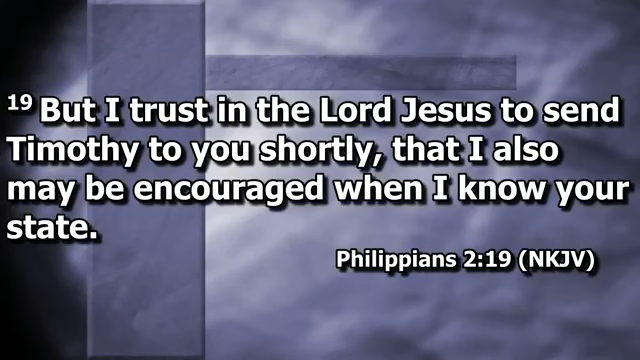 19 But I trust in the Lord Jesus to send
Timothy to you shortly, that I also
may be encouraged when I know your
state.
Philippians 2:19 (NKJV)